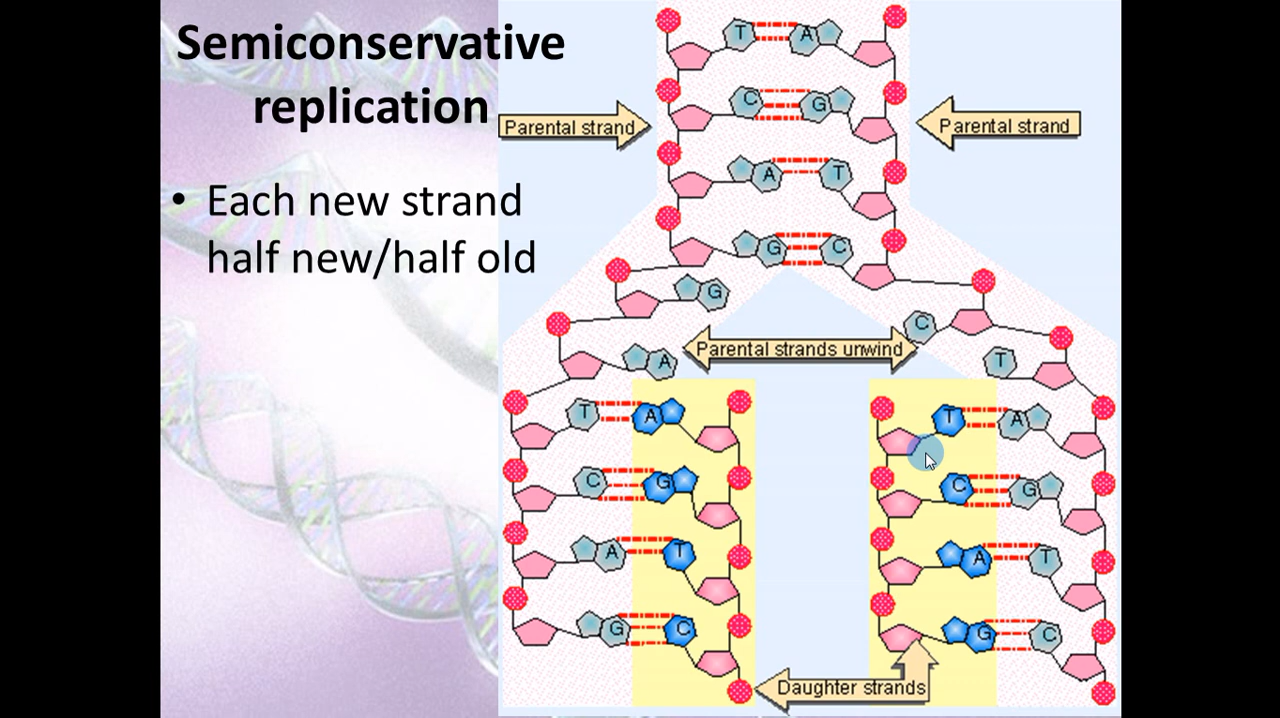 Semiconservative
replication
• Each new strand
half new/half old
T A
Parental strand
C G
Parental strand
A T
G C
G
C
Parental strands unwind
A
T
T A
T A
C G
C G
A T
A T
G C
G C
Daughter strands